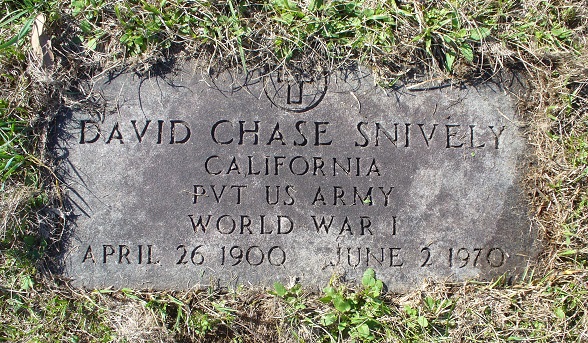 DAVID CHASE SNIVELY
CALIFORNIA
PVT US ARMY
WORLD WAR I
APRIL 26 1900 JUNE 2 1970